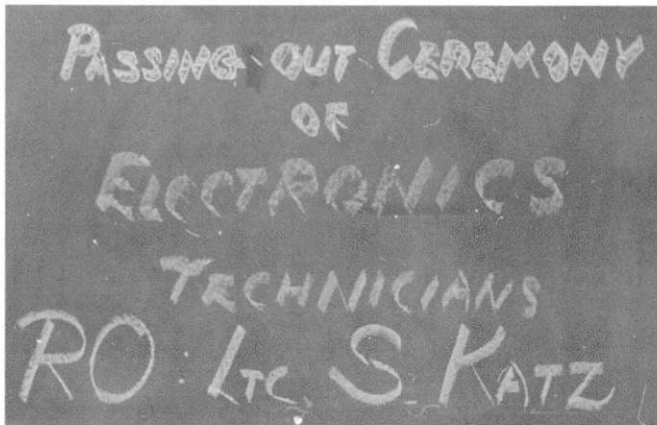 PASSING OUT CEREMONY
OF
ELECTRONICS
TECHNICIANS
RO: LTC, S. KATZ